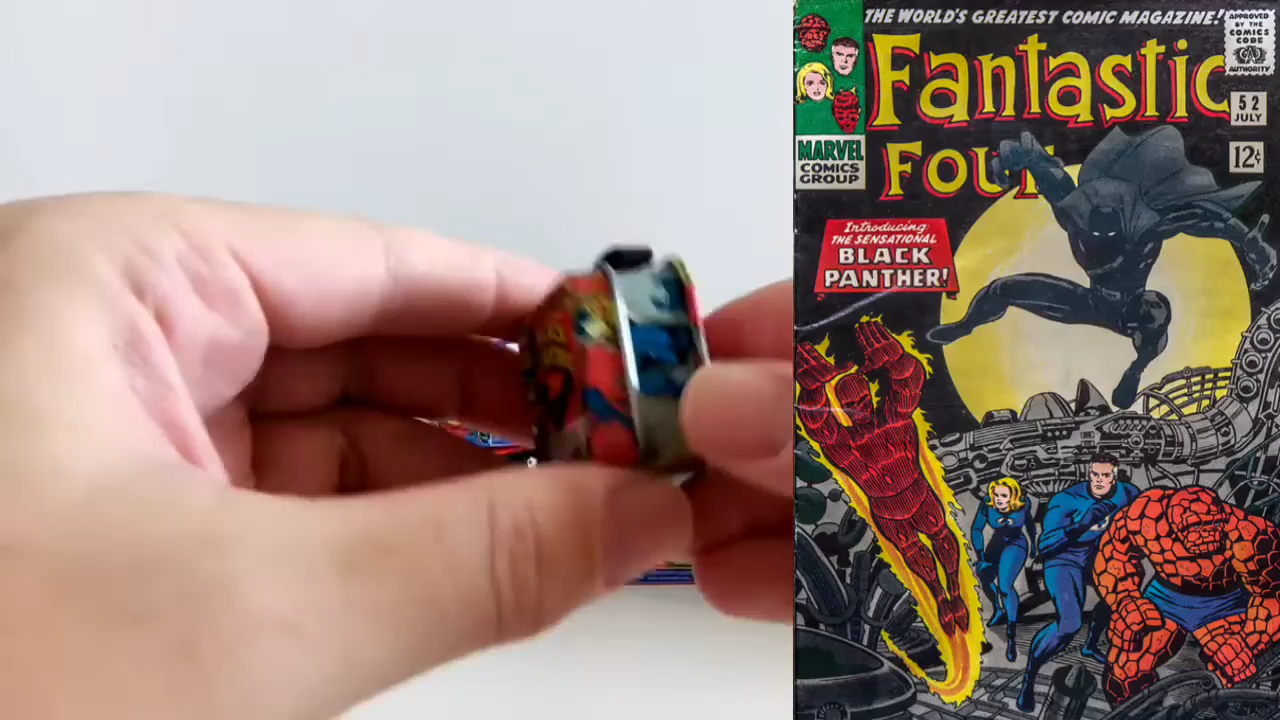 THE WORLD'S GREATEST COMIC MAGAZINE!
APPROVED
BY THE
COMICS
CODE
CA
AUTHORITY
Fantastic
FOUR
52
JULY
12¢
MARVEL
COMICS
GROUP
Introducing
THE SENSATIONAL
BLACK
PANTHER!